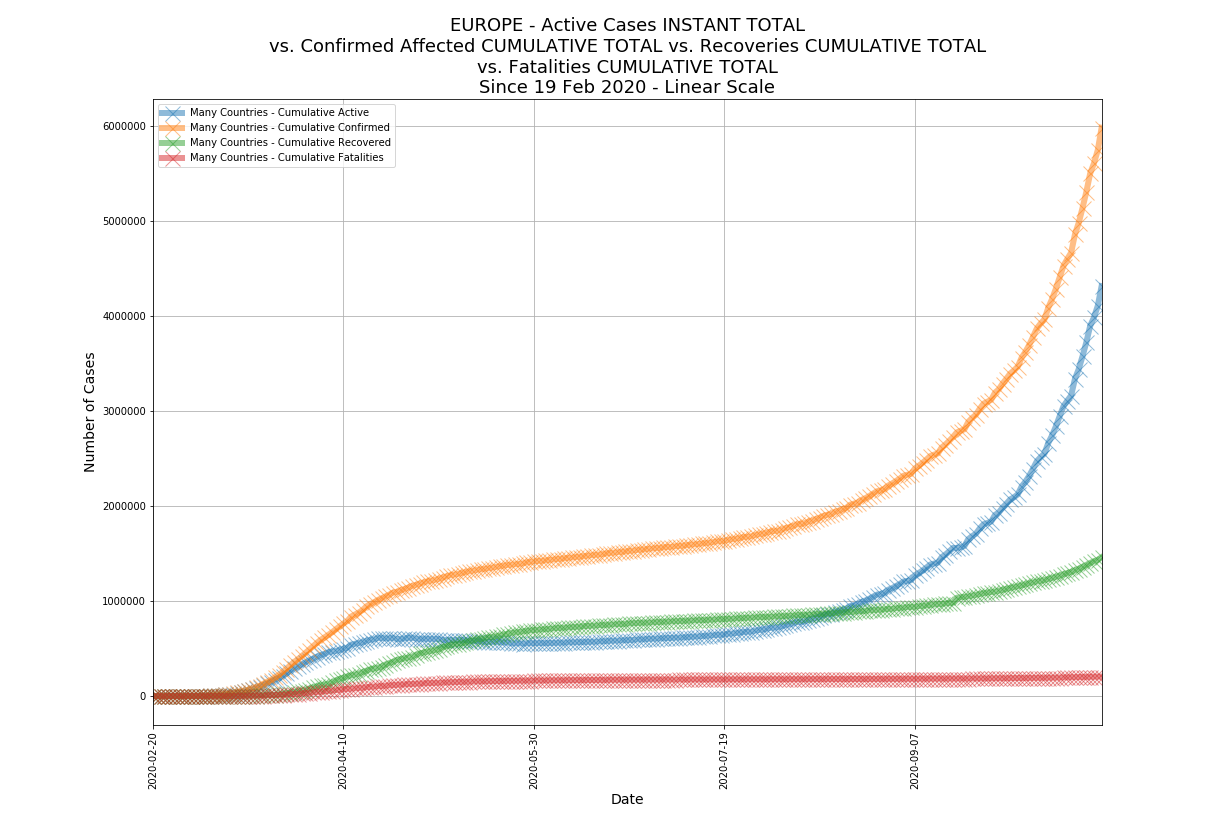 EUROPE - Active Cases INSTANT TOTAL
vs. Confirmed Affected CUMULATIVE TOTAL vs. Recoveries CUMULATIVE TOTAL
vs. Fatalities CUMULATIVE TOTAL
Since 19 Feb 2020 - Linear Scale
Many Countries - Cumulative Active
Many Countries - Cumulative Confirmed
Many Countries - Cumulative Recovered
Many Countries - Cumulative Fatalities
Number of Cases
6000000
5000000
4000000
3000000
2000000
1000000
0
2020-02-20
2020-04-10
2020-05-30
2020-07-19
2020-09-07
Date